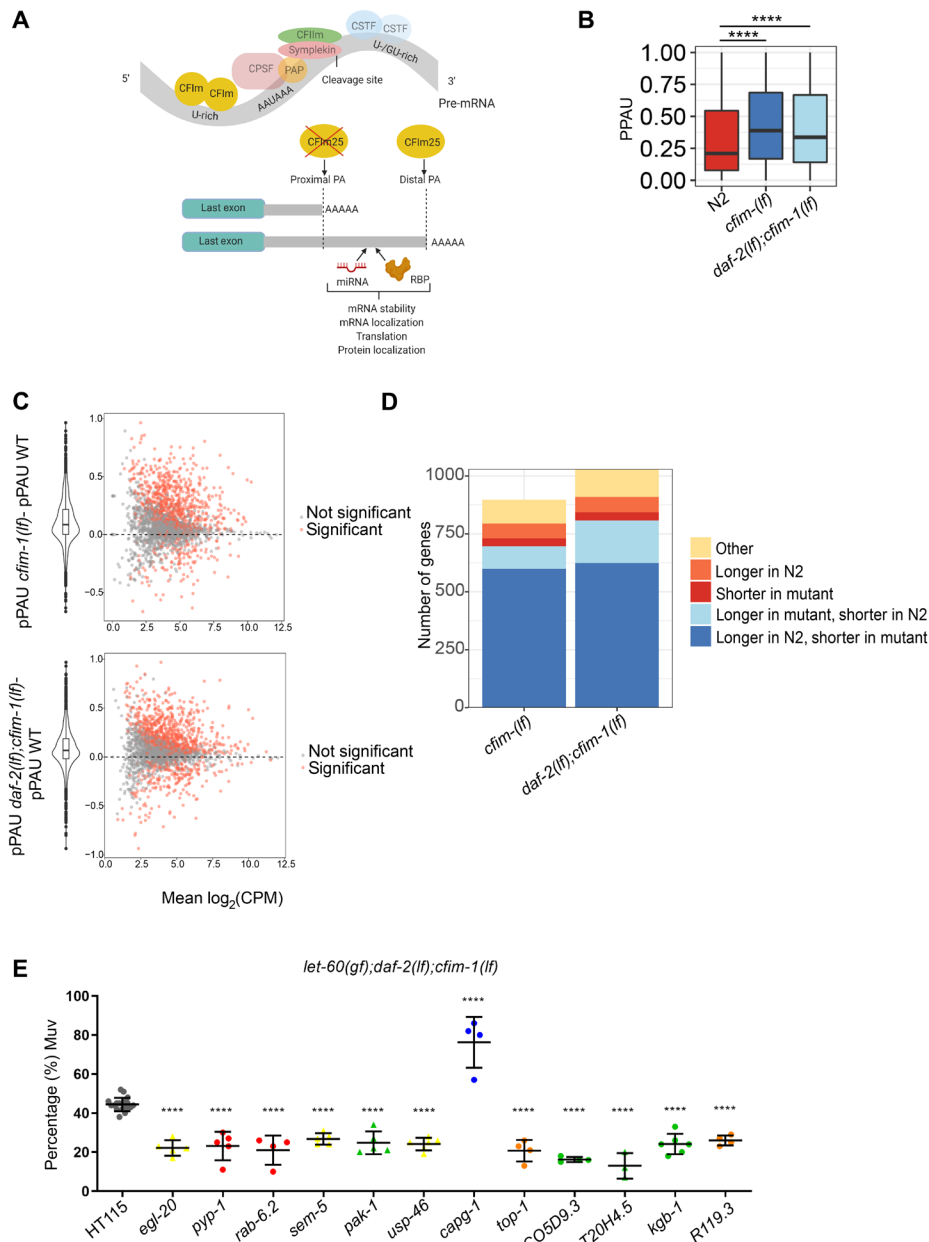 A
CSTF
CSTF
CFIIm
Symplekin
U-/GU-rich
CPSF
PAP
5'
Cleavage site
3'
CFIm
CFIm
AAUAAA
Pre-mRNA
U-rich
CFIm25
CFIm25
Proximal PA
Distal PA
Last exon
AAAAA
Last exon
AAAAA
miRNA
RBP
mRNA stability
mRNA localization
Translation
Protein localization
B
****
****
PPAU
1.00
0.75
0.50
0.25
0.00
N2
cfim-(lf)
daf-2(lf);cfim-1(lf)
C
pPAU cfim-1(lf)- pPAU WT
1.0
0.5
0.0
−0.5
0.0 2.5 5.0 7.5 10.0 12.5
Not significant
Significant
pPAU daf-2(lf);cfim-1(lf)-
pPAU WT
1.0
0.5
0.0
−0.5
−1.0
0.0 2.5 5.0 7.5 10.0 12.5
Not significant
Significant
Mean log2(CPM)
D
Number of genes
1000
750
500
250
0
cfim-(lf)
daf-2(lf);cfim-1(lf)
Other
Longer in N2
Shorter in mutant
Longer in mutant, shorter in N2
Longer in N2, shorter in mutant
E
let-60(gf);daf-2(lf);cfim-1(lf)
Percentage (%) Muv
100
80
60
40
20
0
**** **** **** **** **** **** **** **** **** **** **** ****
HT115 egl-20 pyp-1 rab-6.2 sem-5 pak-1 usp-46 capg-1 top-1 CO5D9.3 T20H4.5 kgb-1 R119.3